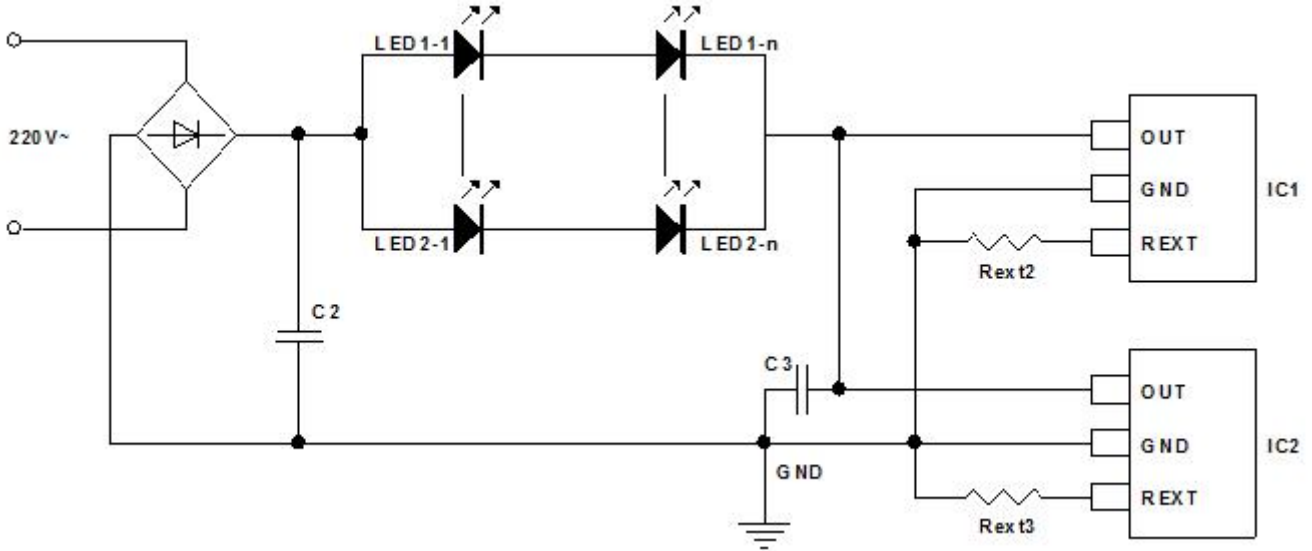 LED1-1
LED1-n
220V~
OUT
GND
IC1
REXT
LED2-1
LED2-n
Rext2
C2
C3
OUT
GND
IC2
GND
REXT
Rext3